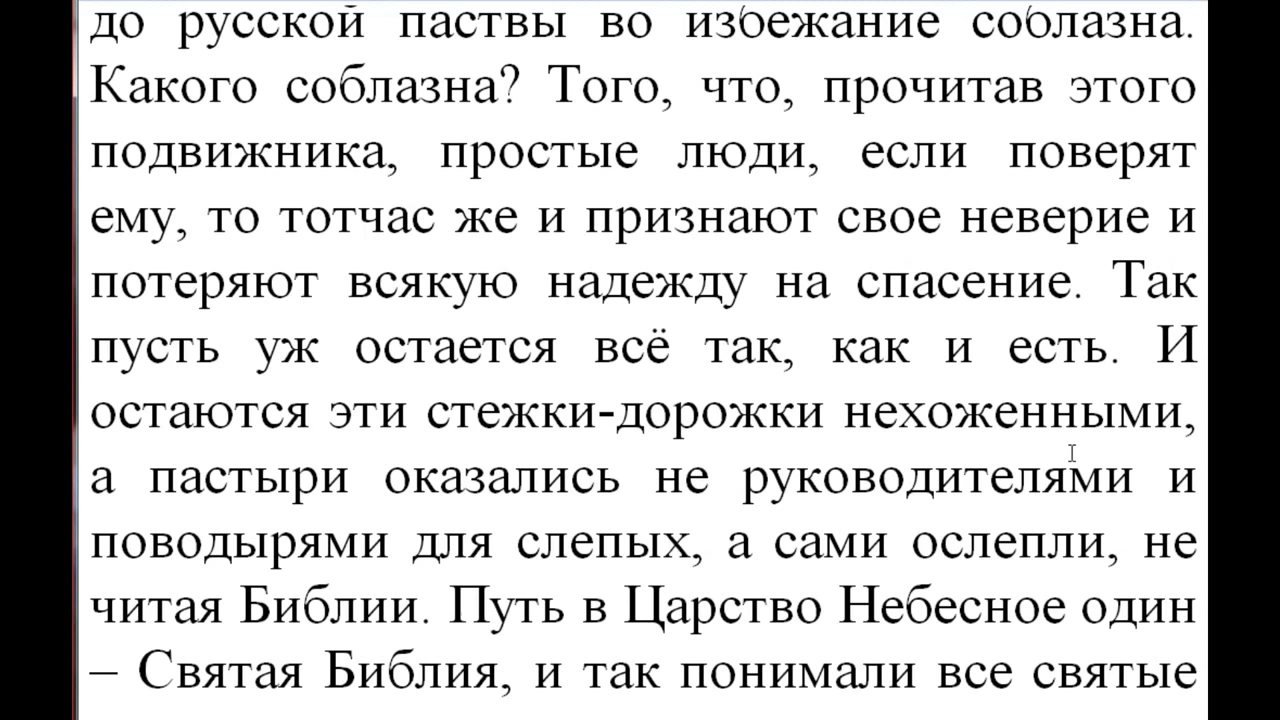 до русской паствы во избежание соблазна.
Какого соблазна? Того, что, прочитав этого
подвижника, простые люди, если поверят
ему, то тотчас же и признают свое неверие и
потеряют всякую надежду на спасение. Так
пусть уж остается всё так, как и есть. И
остаются эти стежки-дорожки нехоженными,
а пастыри оказались не руководителями и
поводырями для слепых, а сами ослепли, не
читая Библии. Путь в Царство Небесное один
– Святая Библия, и так понимали все святые